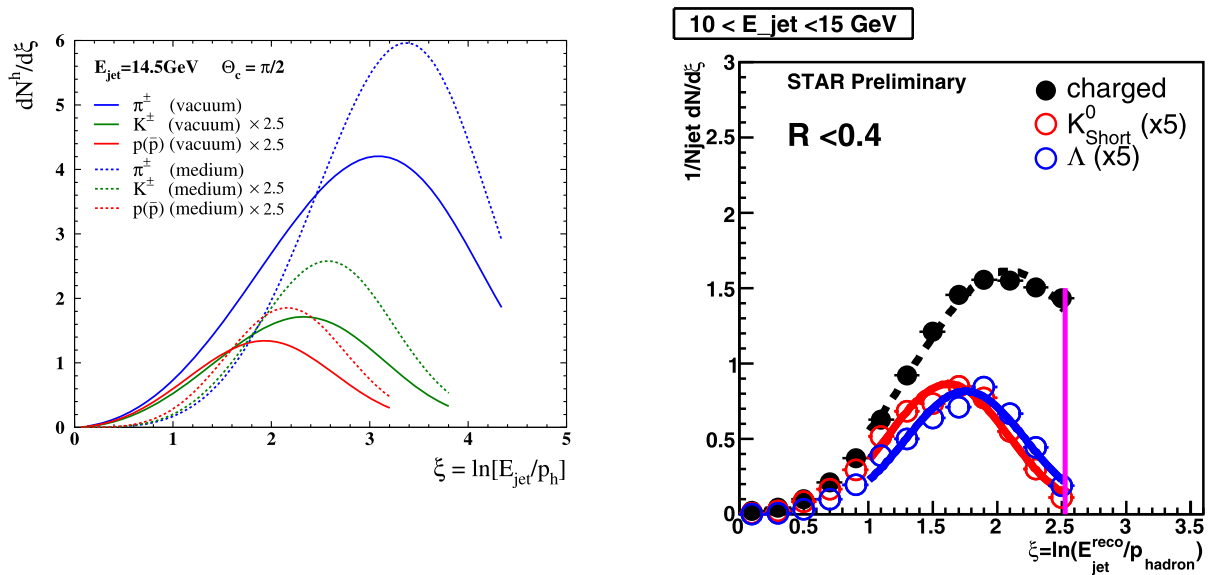 dNʰ/dξ
6
5
4
3
2
1
0
E_jet=14.5GeV Θ_c = π/2
π± (vacuum)
K± (vacuum) × 2.5
p(p̄) (vacuum) × 2.5
π± (medium)
K± (medium) × 2.5
p(p̄) (medium) × 2.5
0 1 2 3 4 5
ξ = ln[E_jet/p_h]
10 < E_jet <15 GeV
1/Njet dN/dξ
3
2.5
2
1.5
1
0.5
0
STAR Preliminary
R <0.4
charged
K⁰_Short (x5)
Λ (x5)
0 0.5 1 1.5 2 2.5 3 3.5
ξ=ln(E^reco_jet/p_hadron)